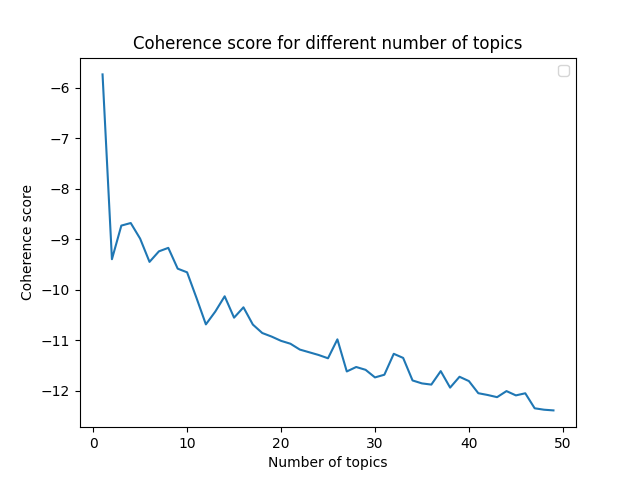 Coherence score for different number of topics
−6
−7
−8
−9
−10
−11
−12
Coherence score
0 10 20 30 40 50
Number of topics